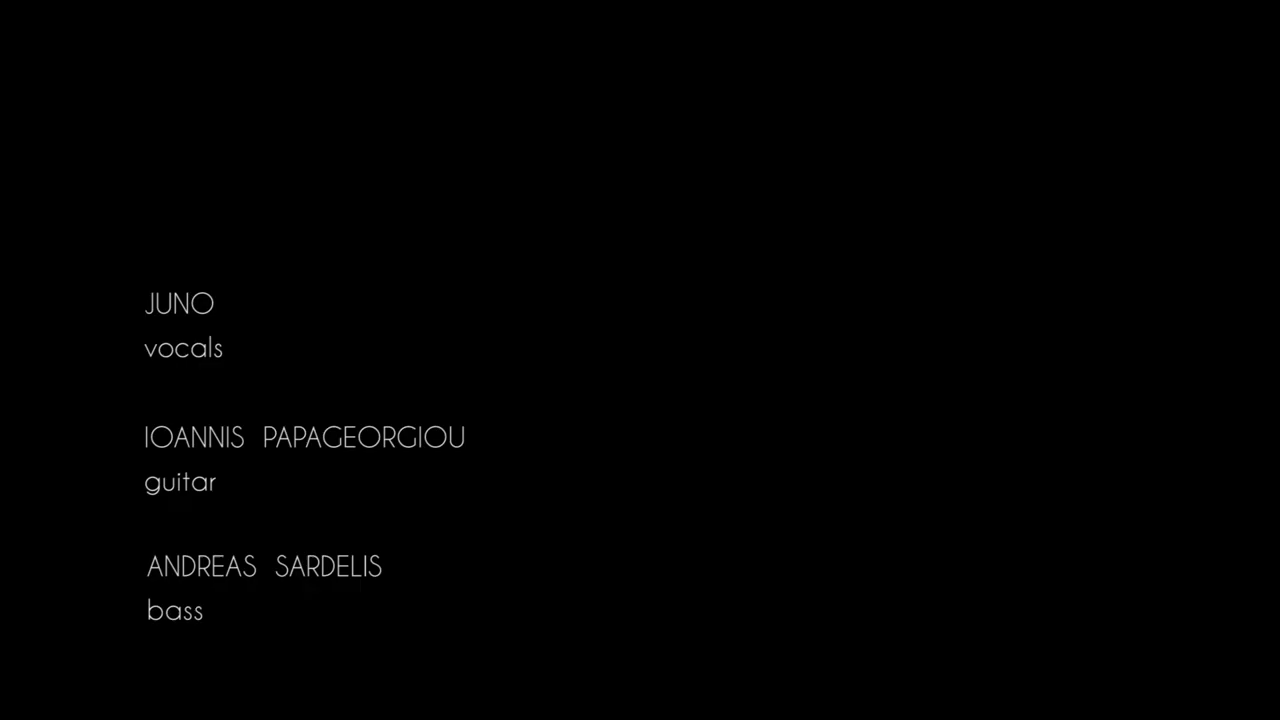 JUNO
vocals
IOANNIS PAPAGEORGIOU
guitar
ANDREAS SARDELIS
bass